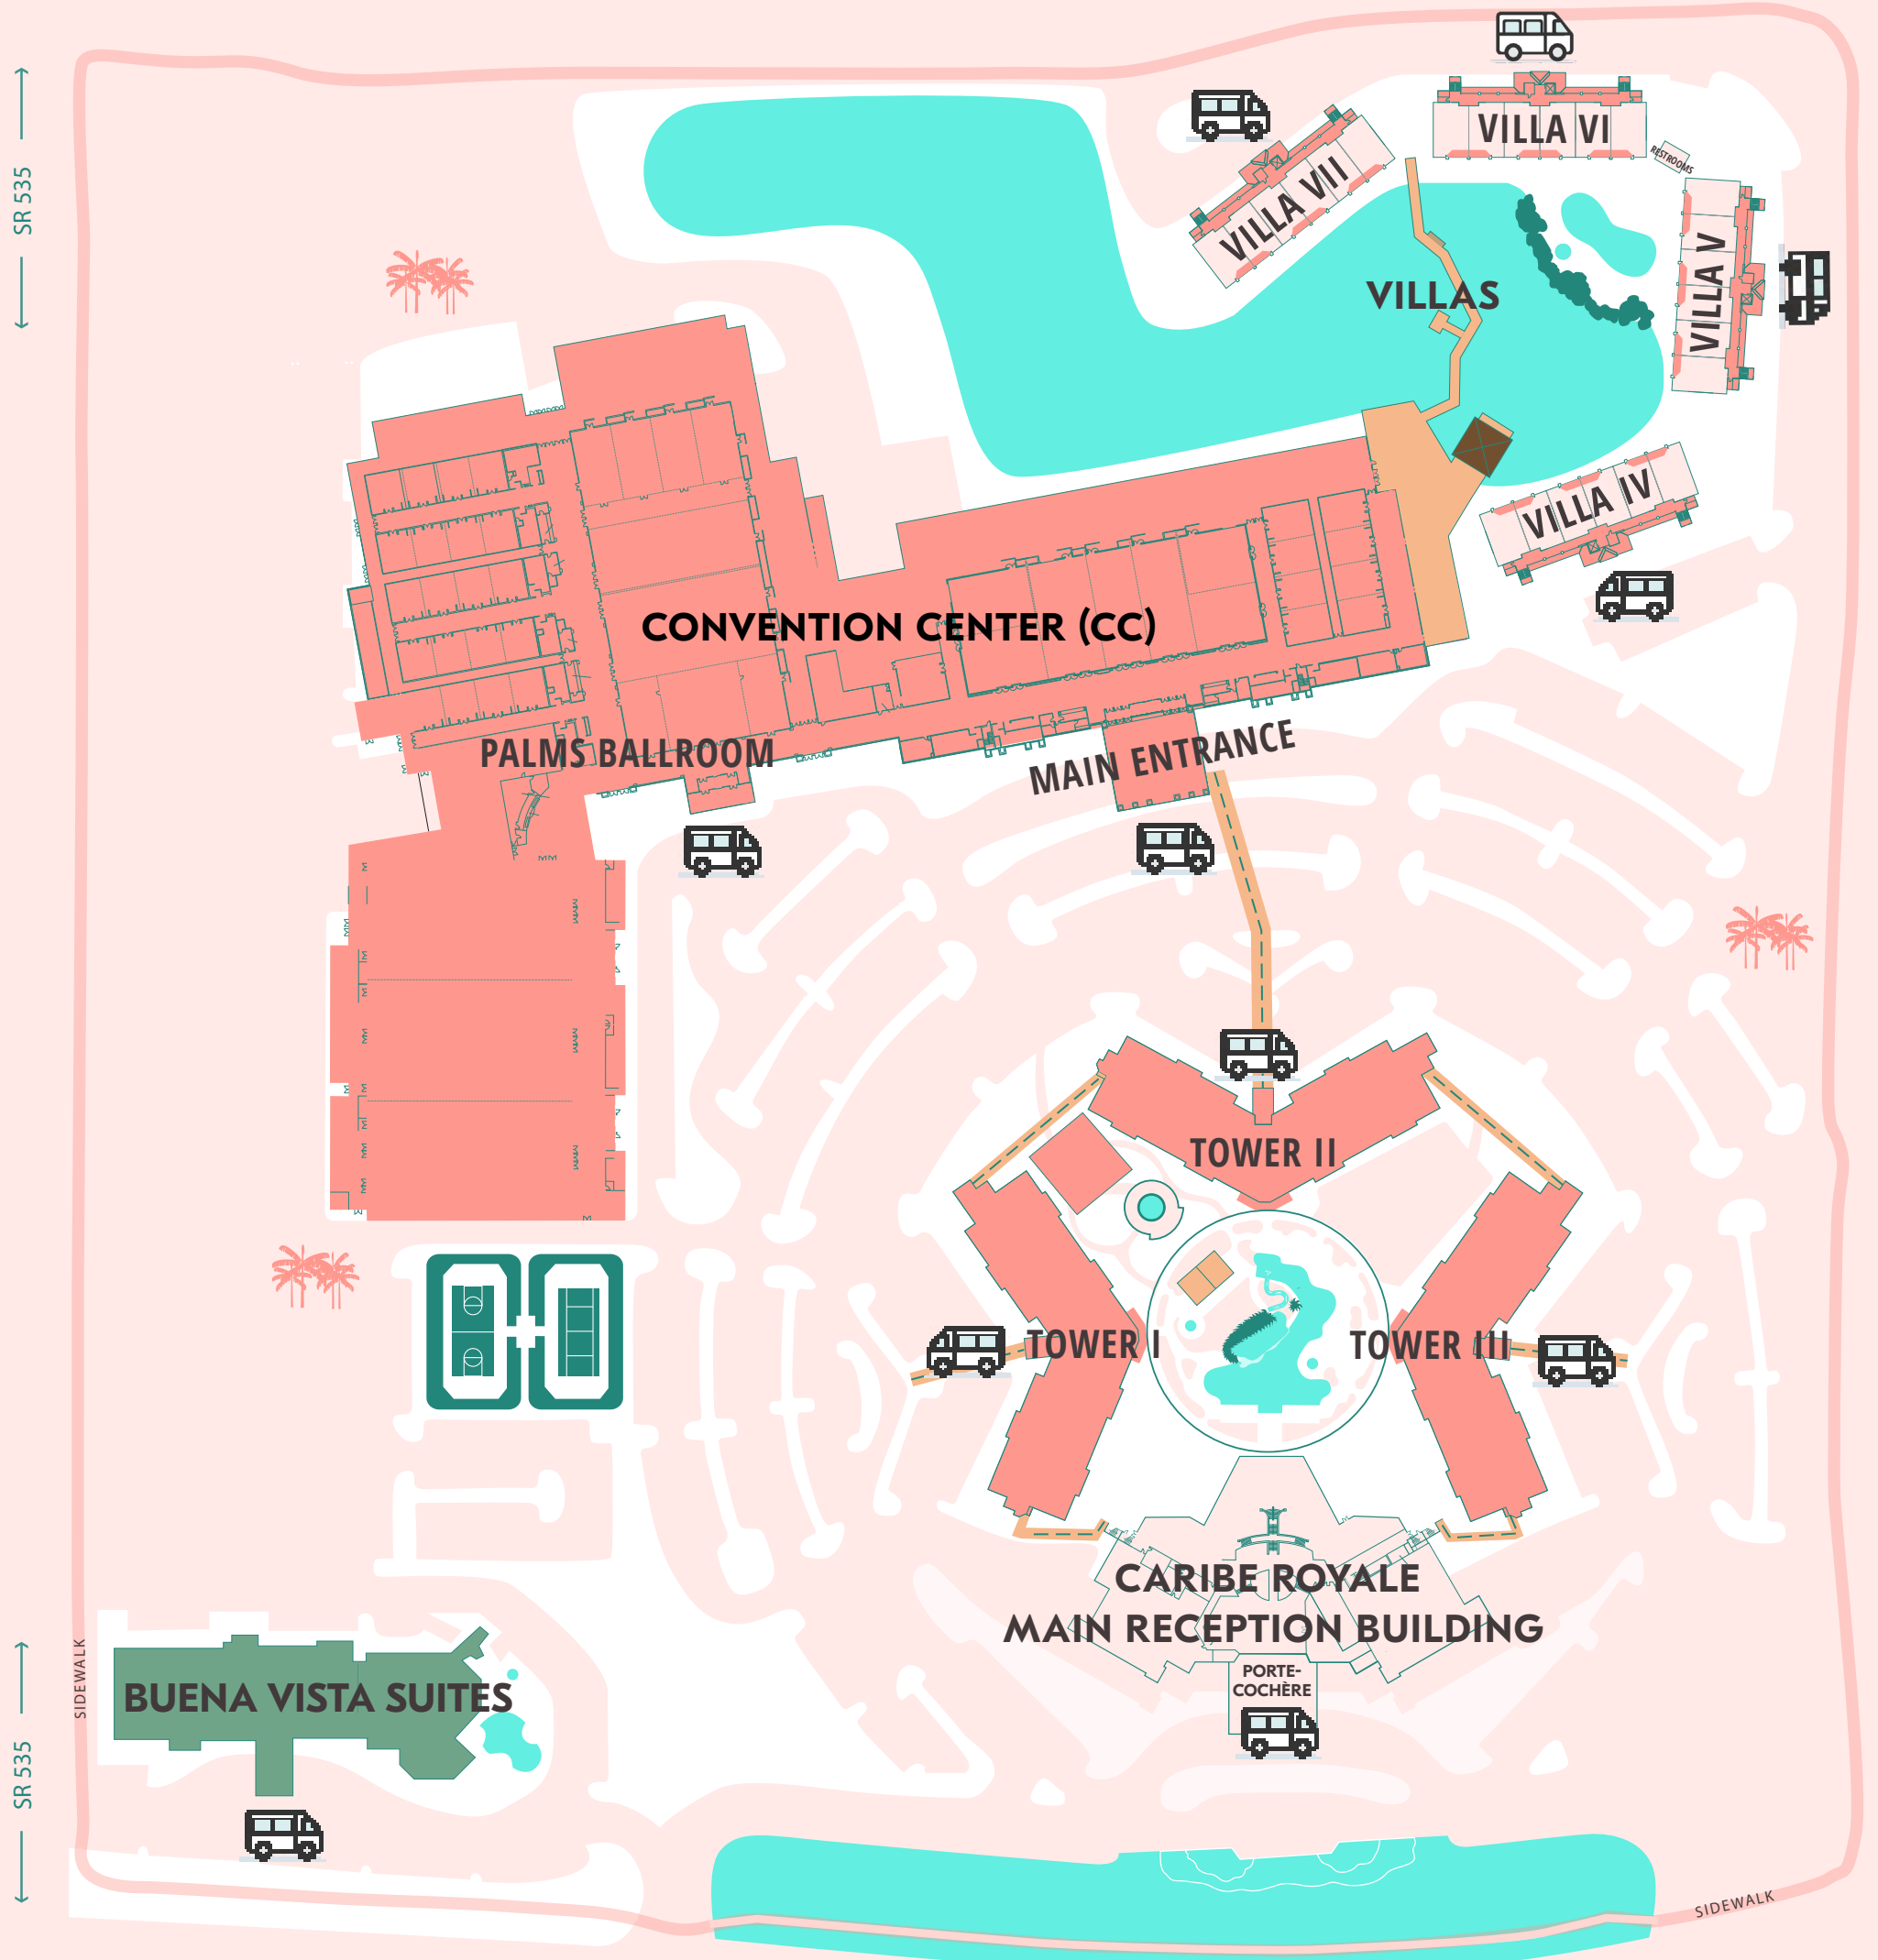 SR 535
VILLA VI
RESTROOMS
VILLA VII
VILLA V
VILLAS
VILLA IV
CONVENTION CENTER (CC)
PALMS BALLROOM
MAIN ENTRANCE
TOWER II
TOWER I
TOWER III
CARIBE ROYALE
MAIN RECEPTION BUILDING
PORTE-
COCHÈRE
BUENA VISTA SUITES
SIDEWALK
SR 535
SIDEWALK